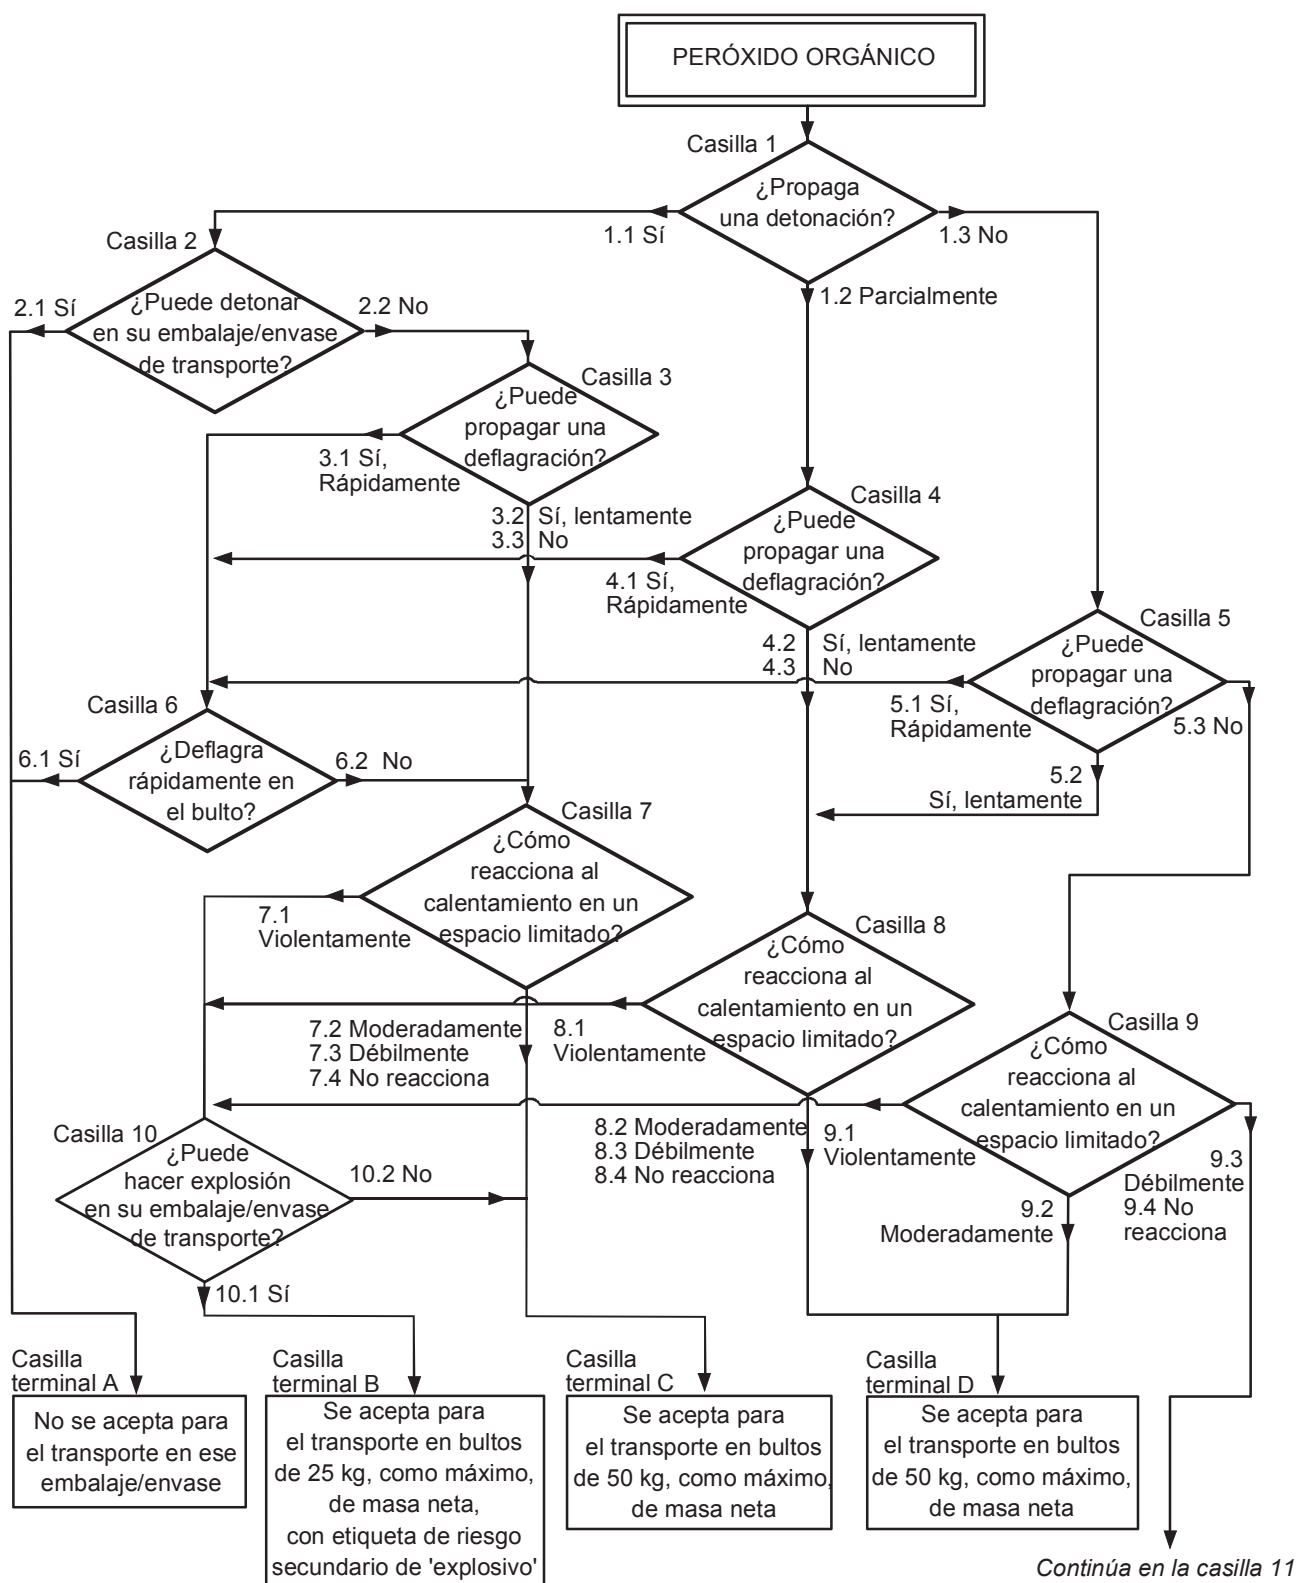 PERÓXIDO ORGÁNICO
Casilla 1
¿Propaga
una detonación?
1.1 Sí
1.3 No
1.2 Parcialmente
Casilla 2
¿Puede detonar
en su embalaje/envase
de transporte?
2.1 Sí
2.2 No
Casilla 3
¿Puede
propagar una
deflagración?
3.1 Sí,
Rápidamente
3.2 Sí, lentamente
3.3 No
Casilla 4
¿Puede
propagar una
deflagración?
4.1 Sí,
Rápidamente
4.2 Sí, lentamente
4.3 No
Casilla 5
¿Puede
propagar una
deflagración?
5.1 Sí,
Rápidamente
5.3 No
5.2
Sí, lentamente
Casilla 6
¿Deflagra
rápidamente en
el bulto?
6.1 Sí
6.2 No
Casilla 7
¿Cómo
reacciona al
calentamiento en un
espacio limitado?
7.1
Violentamente
7.2 Moderadamente
7.3 Débilmente
7.4 No reacciona
Casilla 8
¿Cómo
reacciona al
calentamiento en un
espacio limitado?
8.1
Violentamente
8.2 Moderadamente
8.3 Débilmente
8.4 No reacciona
Casilla 9
¿Cómo
reacciona al
calentamiento en un
espacio limitado?
9.1
Violentamente
9.2
Moderadamente
9.3
Débilmente
9.4 No
reacciona
Casilla 10
¿Puede
hacer explosión
en su embalaje/envase
de transporte?
10.2 No
10.1 Sí
Casilla
terminal A
No se acepta para
el transporte en ese
embalaje/envase
Casilla
terminal B
Se acepta para
el transporte en bultos
de 25 kg, como máximo,
de masa neta,
con etiqueta de riesgo
secundario de 'explosivo'
Casilla
terminal C
Se acepta para
el transporte en bultos
de 50 kg, como máximo,
de masa neta
Casilla
terminal D
Se acepta para
el transporte en bultos
de 50 kg, como máximo,
de masa neta
Continúa en la casilla 11